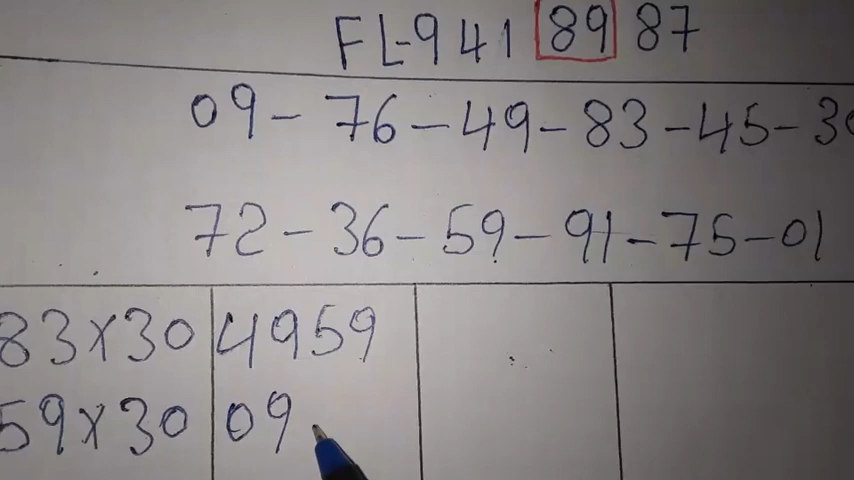 FL-941 89 87
09 - 76 - 49 - 83 - 45 - 30
72 - 36 - 59 - 91 - 75 - 01
83x30 4959
59x30 09